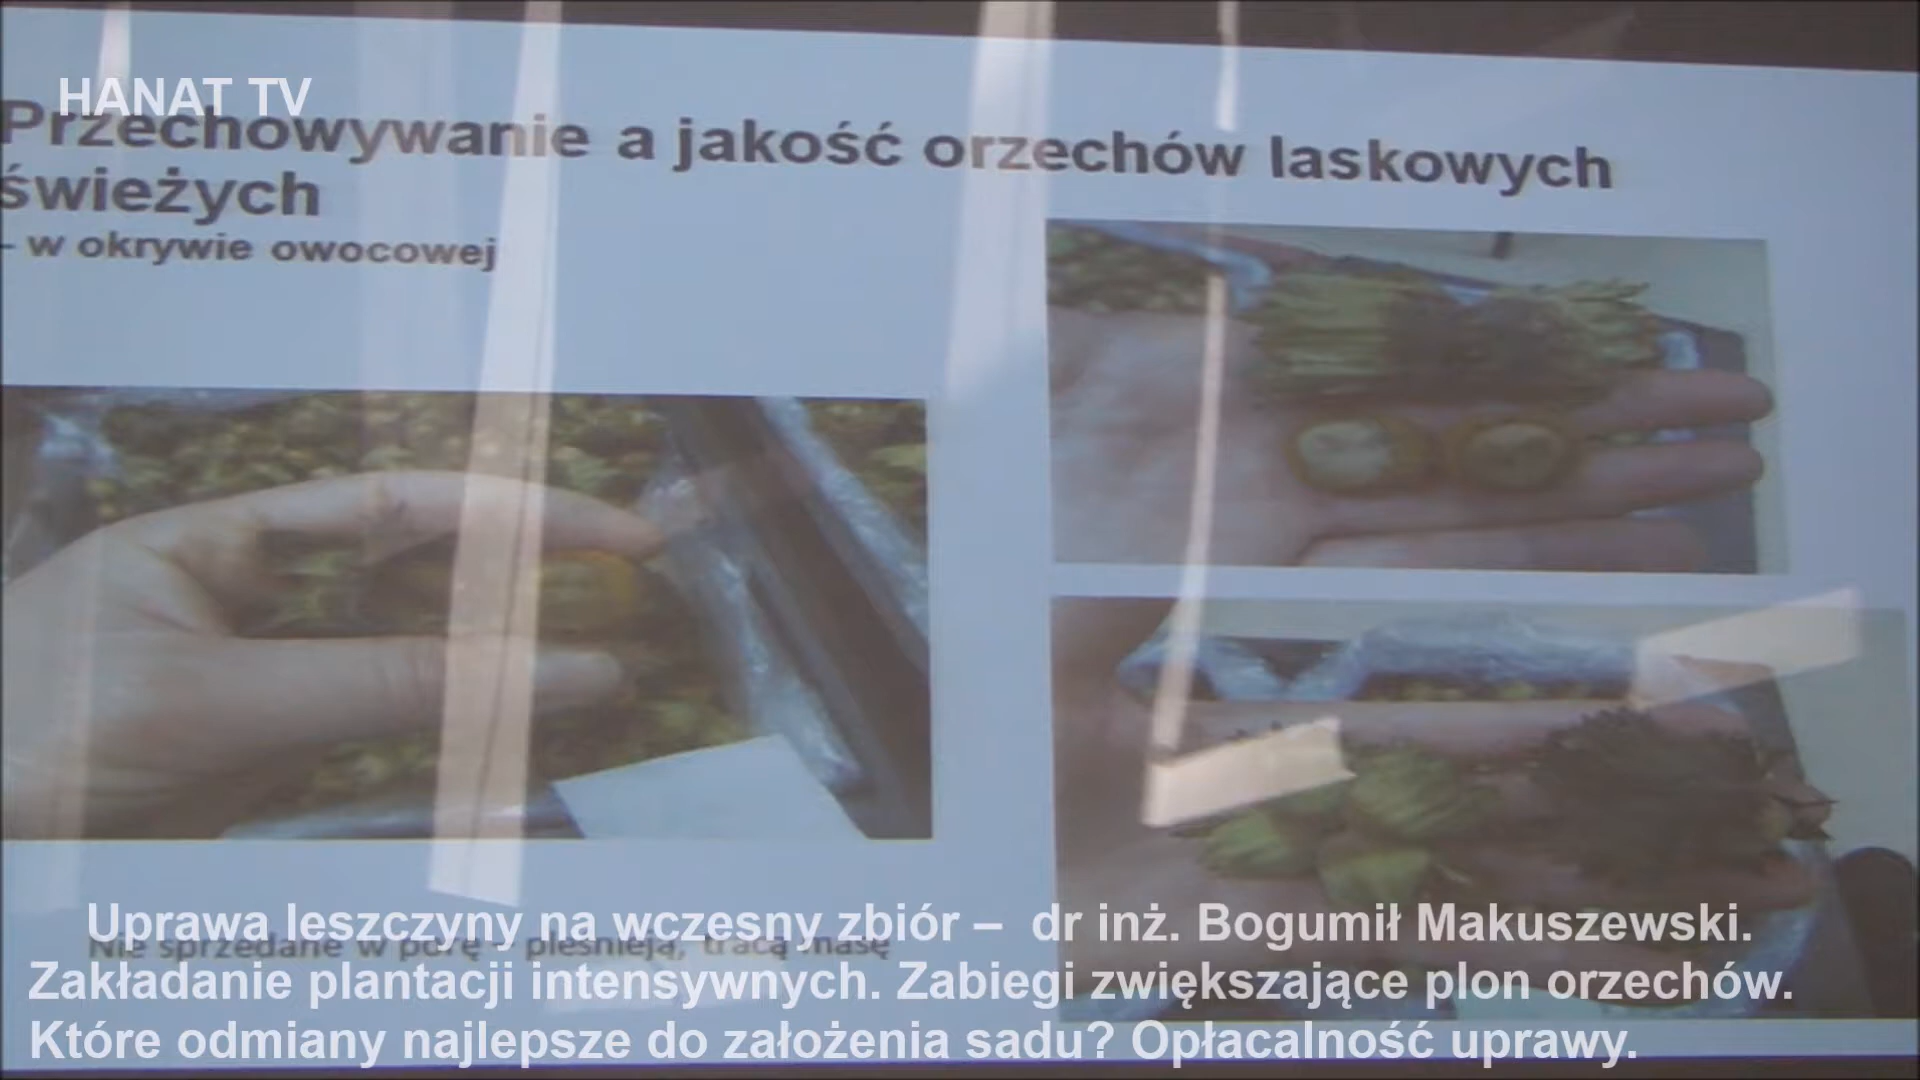 HANAT TV
Przechowywanie a jakość orzechów laskowych
świeżych
- w okrywie owocowej
Nie sprzedane w porę – pleśnieją, tracą masę
Uprawa leszczyny na wczesny zbiór – dr inż. Bogumił Makuszewski.
Zakładanie plantacji intensywnych. Zabiegi zwiększające plon orzechów.
Które odmiany najlepsze do założenia sadu? Opłacalność uprawy.